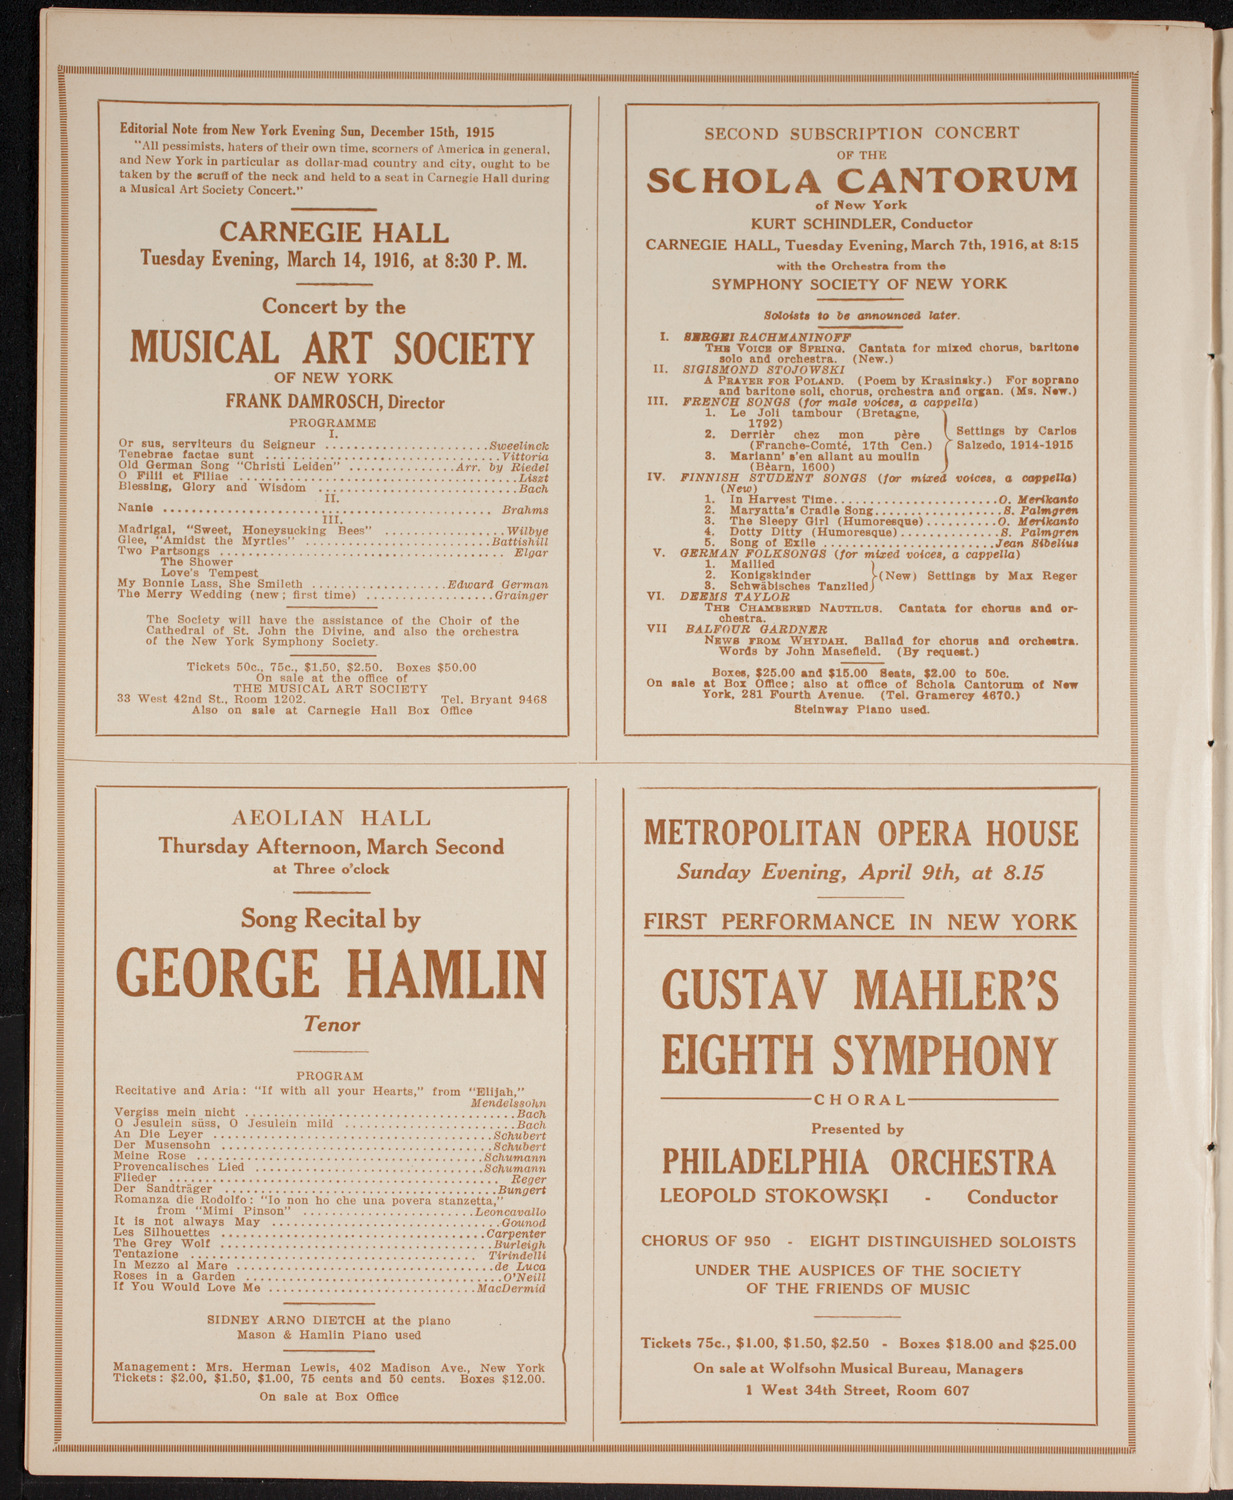 Editorial Note from New York Evening Sun, December 15th, 1915
"All pessimists, haters of their own time, scorners of America in general,
and New York in particular as dollar-mad country and city, ought to be
taken by the scruff of the neck and held to a seat in Carnegie Hall during
a Musical Art Society Concert."
CARNEGIE HALL
Tuesday Evening, March 14, 1916, at 8:30 P. M.
Concert by the
MUSICAL ART SOCIETY
OF NEW YORK
FRANK DAMROSCH, Director
PROGRAMME
I.
Or sus, serviteurs du Seigneur ........................Sweelinck
Tenebrae factae sunt ..................................Vittoria
Old German Song "Christi Leiden" ...............Arr. by Riedel
O Filii et Filiae ........................................Liszt
Blessing, Glory and Wisdom .............................Bach
II.
Nanie .................................................. Brahms
III.
Madrigal, "Sweet, Honeysucking Bees" .................Wilbye
Glee, "Amidst the Myrtles" ...........................Battishill
Two Partsongs ..........................................Elgar
The Shower
Love's Tempest
My Bonnie Lass, She Smileth ....................Edward German
The Merry Wedding (new; first time) ..................Grainger
The Society will have the assistance of the Choir of the
Cathedral of St. John the Divine, and also the orchestra
of the New York Symphony Society.
Tickets 50c., 75c., $1.50, $2.50. Boxes $50.00
On sale at the office of
THE MUSICAL ART SOCIETY
33 West 42nd St., Room 1202. Tel. Bryant 9468
Also on sale at Carnegie Hall Box Office
SECOND SUBSCRIPTION CONCERT
OF THE
SCHOLA CANTORUM
of New York
KURT SCHINDLER, Conductor
CARNEGIE HALL, Tuesday Evening, March 7th, 1916, at 8:15
with the Orchestra from the
SYMPHONY SOCIETY OF NEW YORK
Soloists to be announced later.
I. SERGEI RACHMANINOFF
THE VOICE OF SPRING. Cantata for mixed chorus, baritone
solo and orchestra. (New.)
II. SIGISMOND STOJOWSKI
A PRAYER FOR POLAND. (Poem by Krasinsky.) For soprano
and baritone soli, chorus, orchestra and organ. (Ms. New.)
III. FRENCH SONGS (for male voices, a cappella)
1. Le Joli tambour (Bretagne,
1792)
2. Derrièr chez mon père
(Franche-Comté, 17th Cen.)
3. Mariann' s'en allant au moulin
(Bèarn, 1600)
Settings by Carlos
Salzedo, 1914-1915
IV. FINNISH STUDENT SONGS (for mixed voices, a cappella)
(New)
1. In Harvest Time.......................O. Merikanto
2. Maryatta's Cradle Song.................S. Palmgren
3. The Sleepy Girl (Humoresque)..........O. Merikanto
4. Dotty Ditty (Humoresque).............S. Palmgren
5. Song of Exile .......................Jean Sibelius
V. GERMAN FOLKSONGS (for mixed voices, a cappella)
1. Mailied
2. Konigskinder
3. Schwäbisches Tanzlied
(New) Settings by Max Reger
VI. DEEMS TAYLOR
THE CHAMBERED NAUTILUS. Cantata for chorus and or-
chestra.
VII BALFOUR GARDNER
NEWS FROM WHYDAH. Ballad for chorus and orchestra.
Words by John Masefield. (By request.)
Boxes, $25.00 and $15.00 Seats, $2.00 to 50c.
On sale at Box Office; also at office of Schola Cantorum of New
York, 281 Fourth Avenue. (Tel. Gramercy 4670.)
Steinway Piano used.
AEOLIAN HALL
Thursday Afternoon, March Second
at Three o'clock
Song Recital by
GEORGE HAMLIN
Tenor
PROGRAM
Recitative and Aria: "If with all your Hearts," from "Elijah,"
Mendelssohn
Vergiss mein nicht ......................................Bach
O Jesulein süss, O Jesulein mild ........................Bach
An Die Leyer ........................................Schubert
Der Musensohn ......................................Schubert
Meine Rose .........................................Schumann
Provencalisches Lied .................................Schumann
Flieder ................................................ Reger
Der Sandträger .......................................Bungert
Romanza die Rodolfo: "Io non ho che una povera stanzetta,"
from "Mimi Pinson" ........................Leoncavallo
It is not always May .................................Gounod
Les Silhouettes ......................................Carpenter
The Grey Wolf .......................................Burleigh
Tentazione ......................................... Tirindelli
In Mezzo al Mare .....................................de Luca
Roses in a Garden ....................................O'Neill
If You Would Love Me .............................MacDermid
SIDNEY ARNO DIETCH at the piano
Mason & Hamlin Piano used
Management: Mrs. Herman Lewis, 402 Madison Ave., New York
Tickets: $2.00, $1.50, $1.00, 75 cents and 50 cents. Boxes $12.00.
On sale at Box Office
METROPOLITAN OPERA HOUSE
Sunday Evening, April 9th, at 8.15
FIRST PERFORMANCE IN NEW YORK
GUSTAV MAHLER'S
EIGHTH SYMPHONY
CHORAL
Presented by
PHILADELPHIA ORCHESTRA
LEOPOLD STOKOWSKI - Conductor
CHORUS OF 950 - EIGHT DISTINGUISHED SOLOISTS
UNDER THE AUSPICES OF THE SOCIETY
OF THE FRIENDS OF MUSIC
Tickets 75c., $1.00, $1.50, $2.50 - Boxes $18.00 and $25.00
On sale at Wolfsohn Musical Bureau, Managers
1 West 34th Street, Room 607